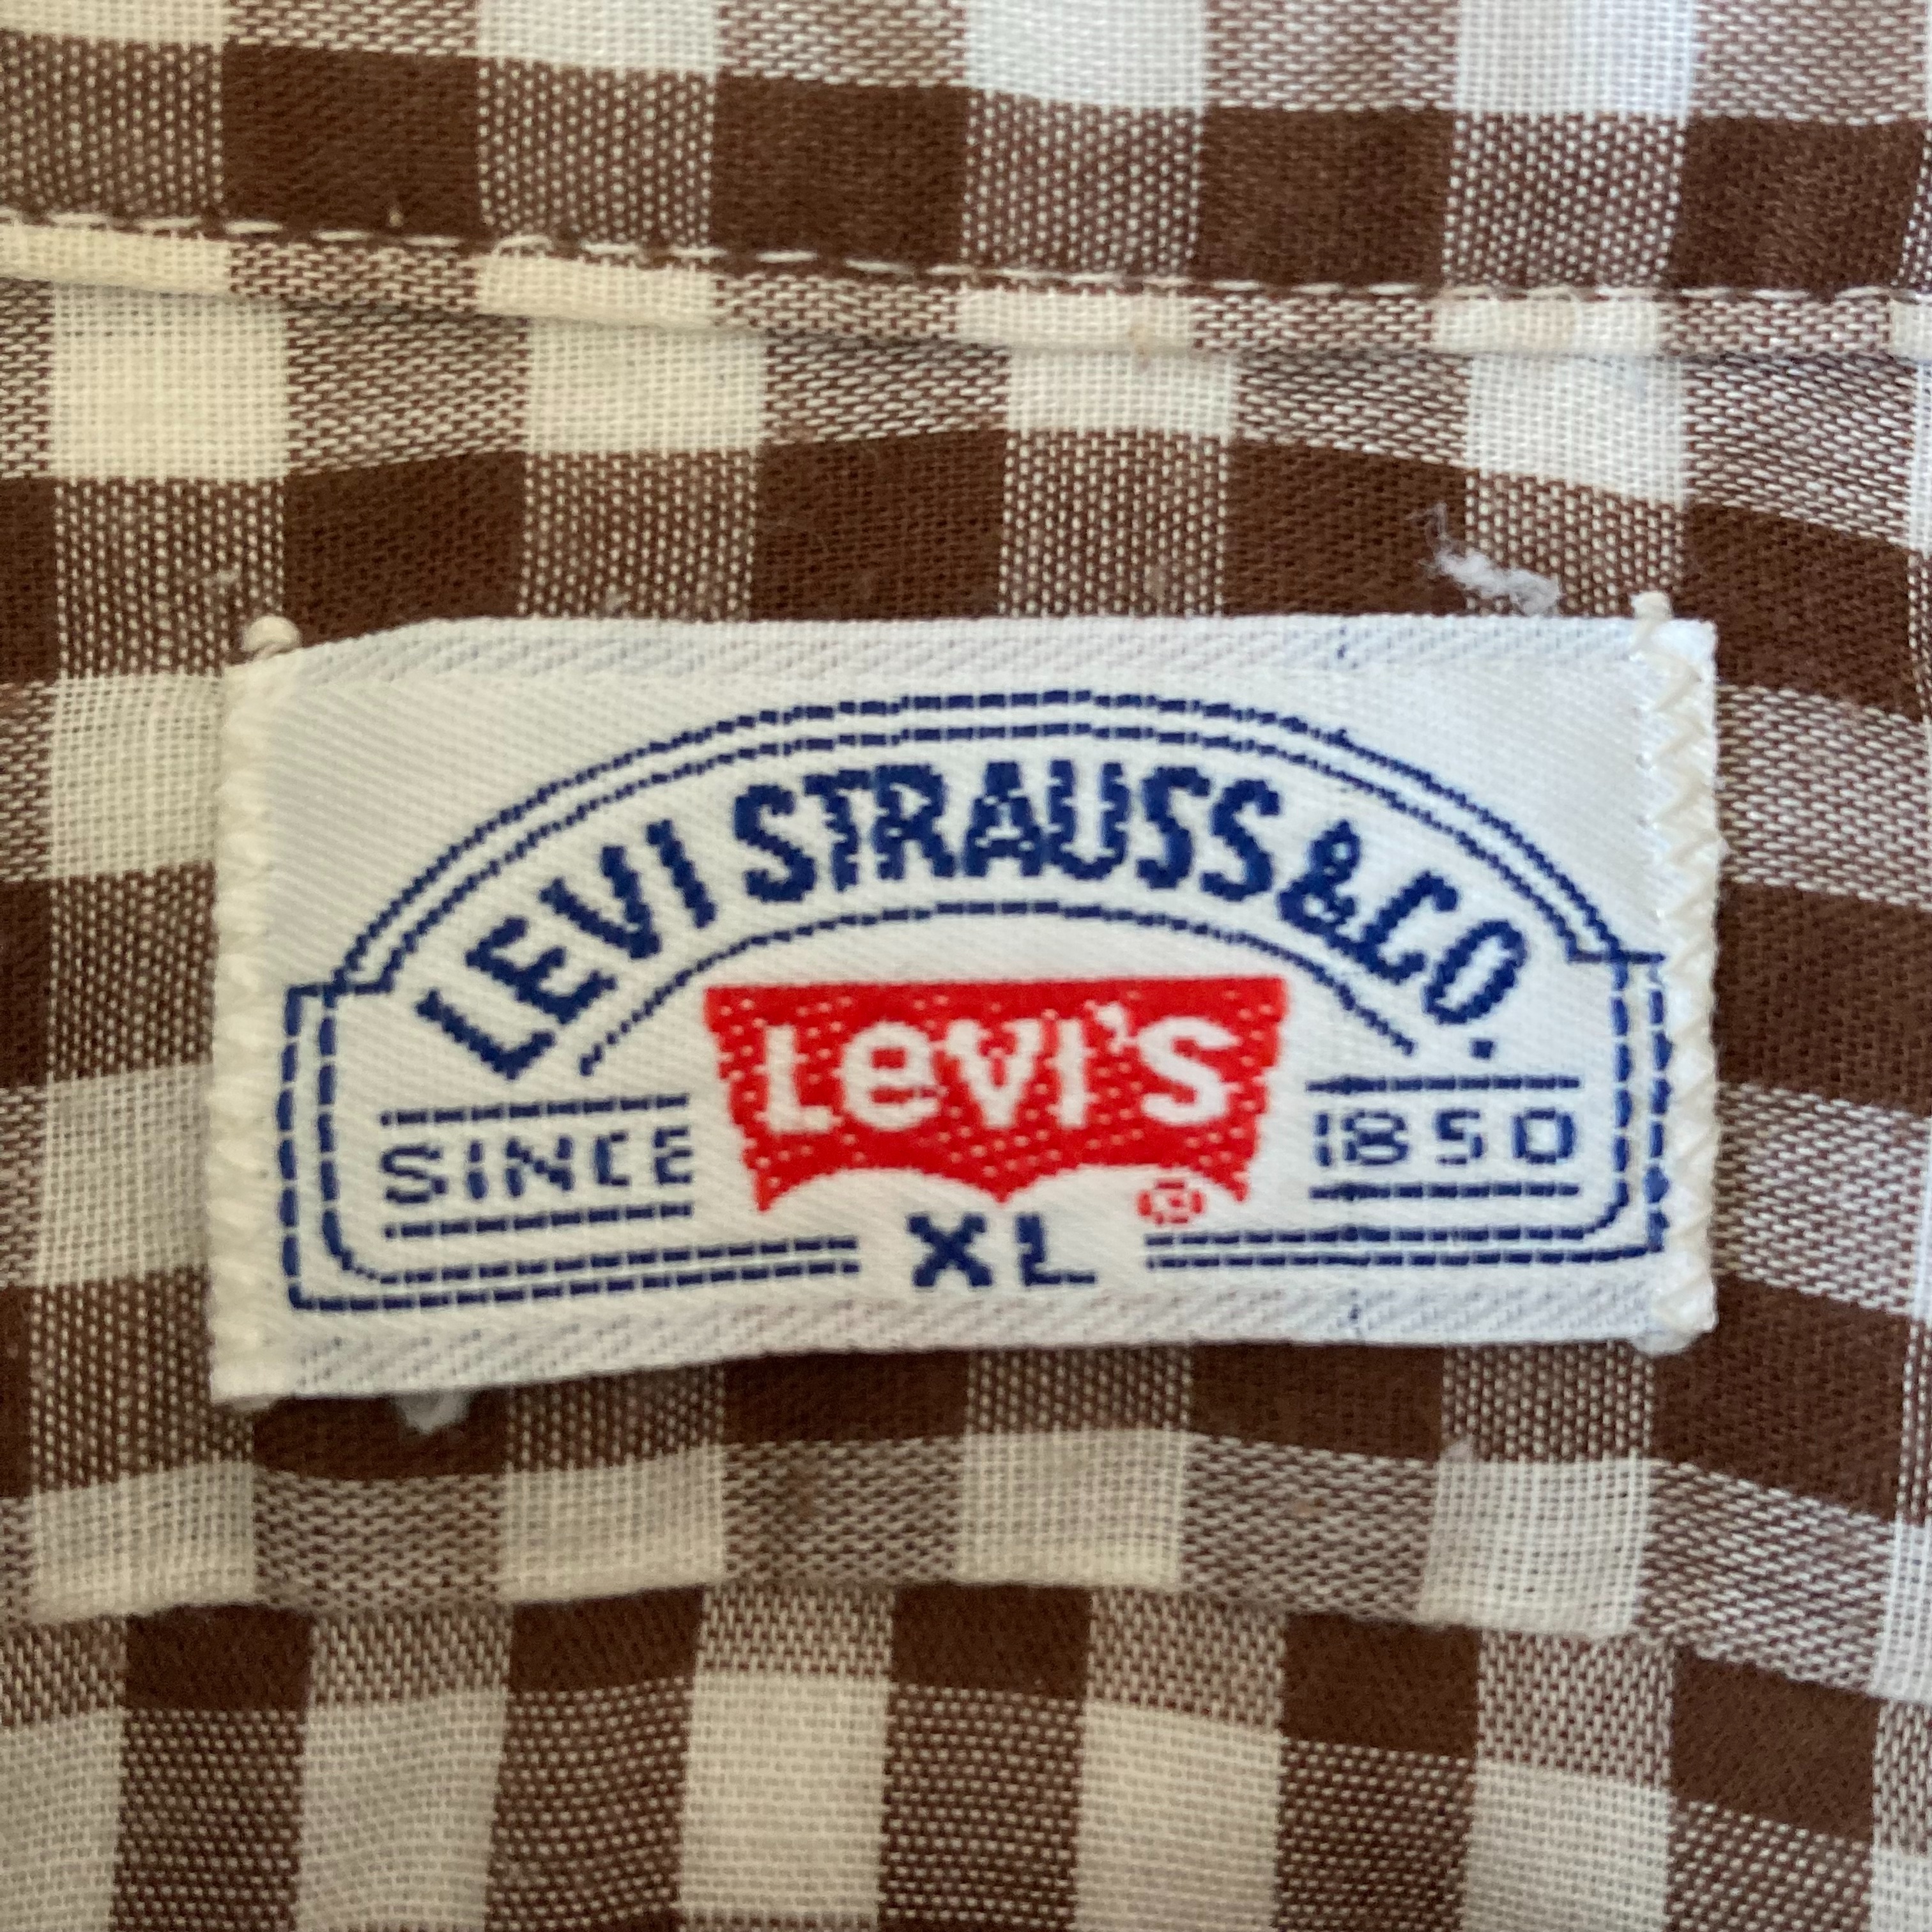 LEVI STRAUSS & CO.
SINCE LEVI'S 1850
®
XL